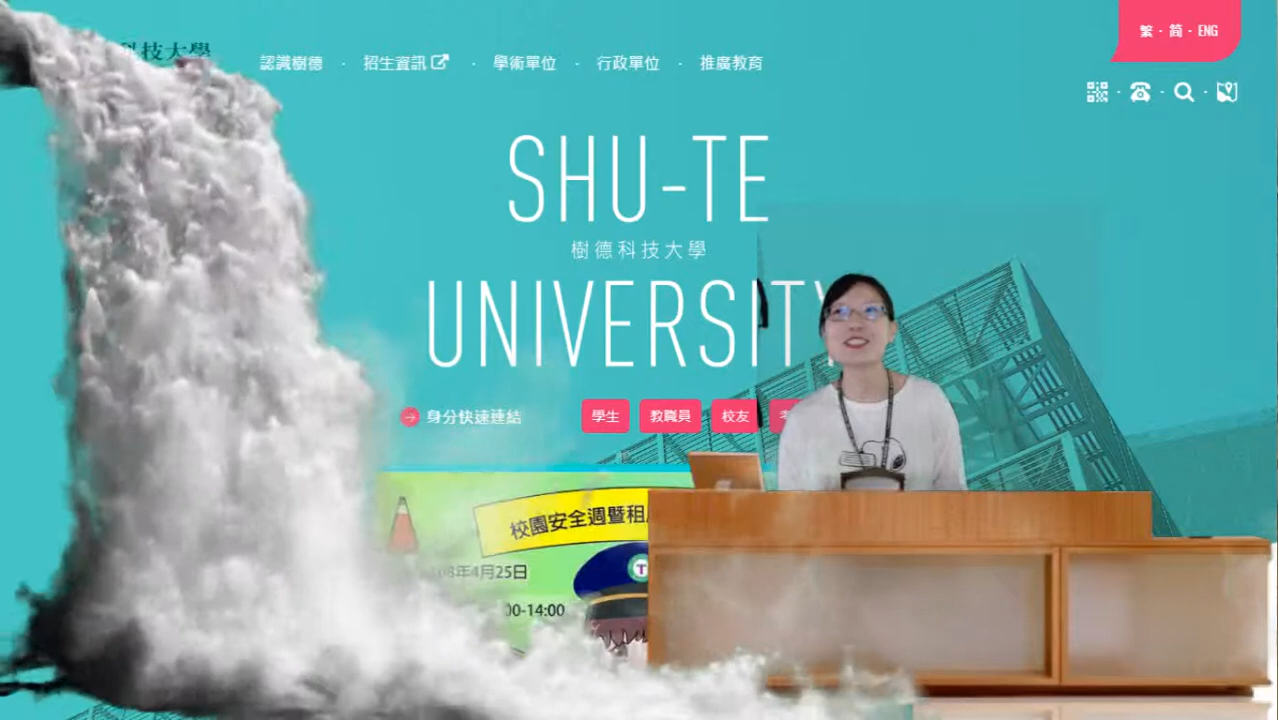 科技大學
認識樹德 · 招生資訊 · 學術單位 · 行政單位 · 推廣教育
繁 · 简 · ENG
SHU-TE
樹德科技大學
UNIVERSITY
身分快速連結
學生
教職員
校友
校園安全週暨租
年4月25日
00-14:00
T